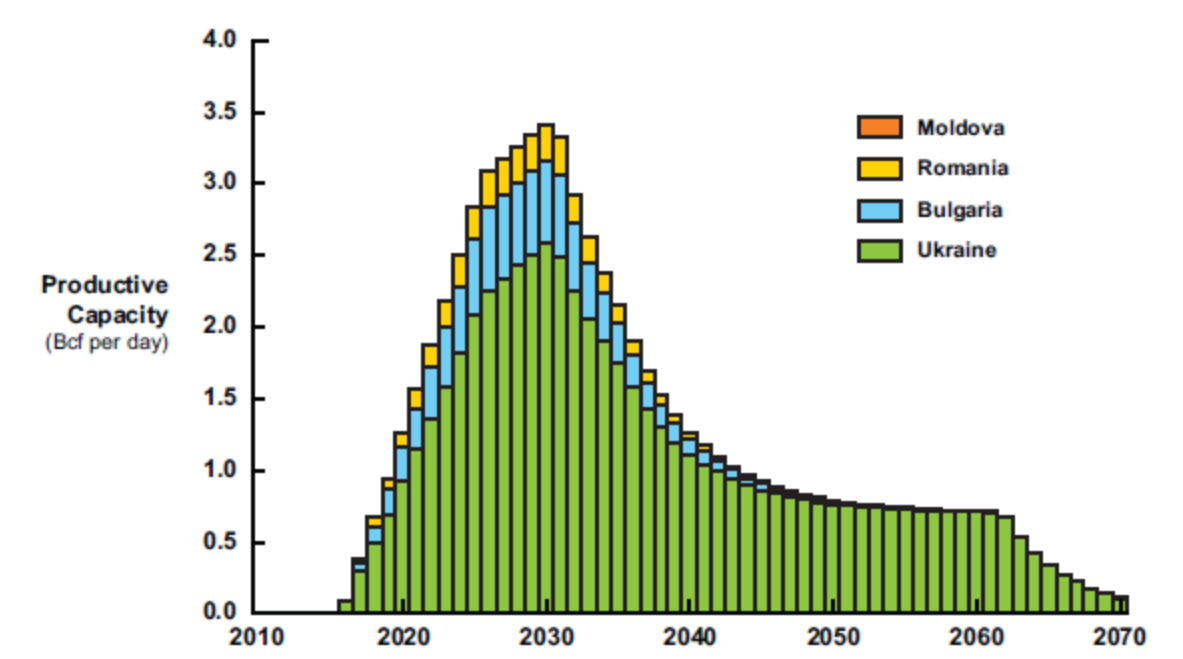 4.0
3.5
3.0
2.5
2.0
1.5
1.0
0.5
0.0
Productive
Capacity
(Bcf per day)
Moldova
Romania
Bulgaria
Ukraine
2010 2020 2030 2040 2050 2060 2070